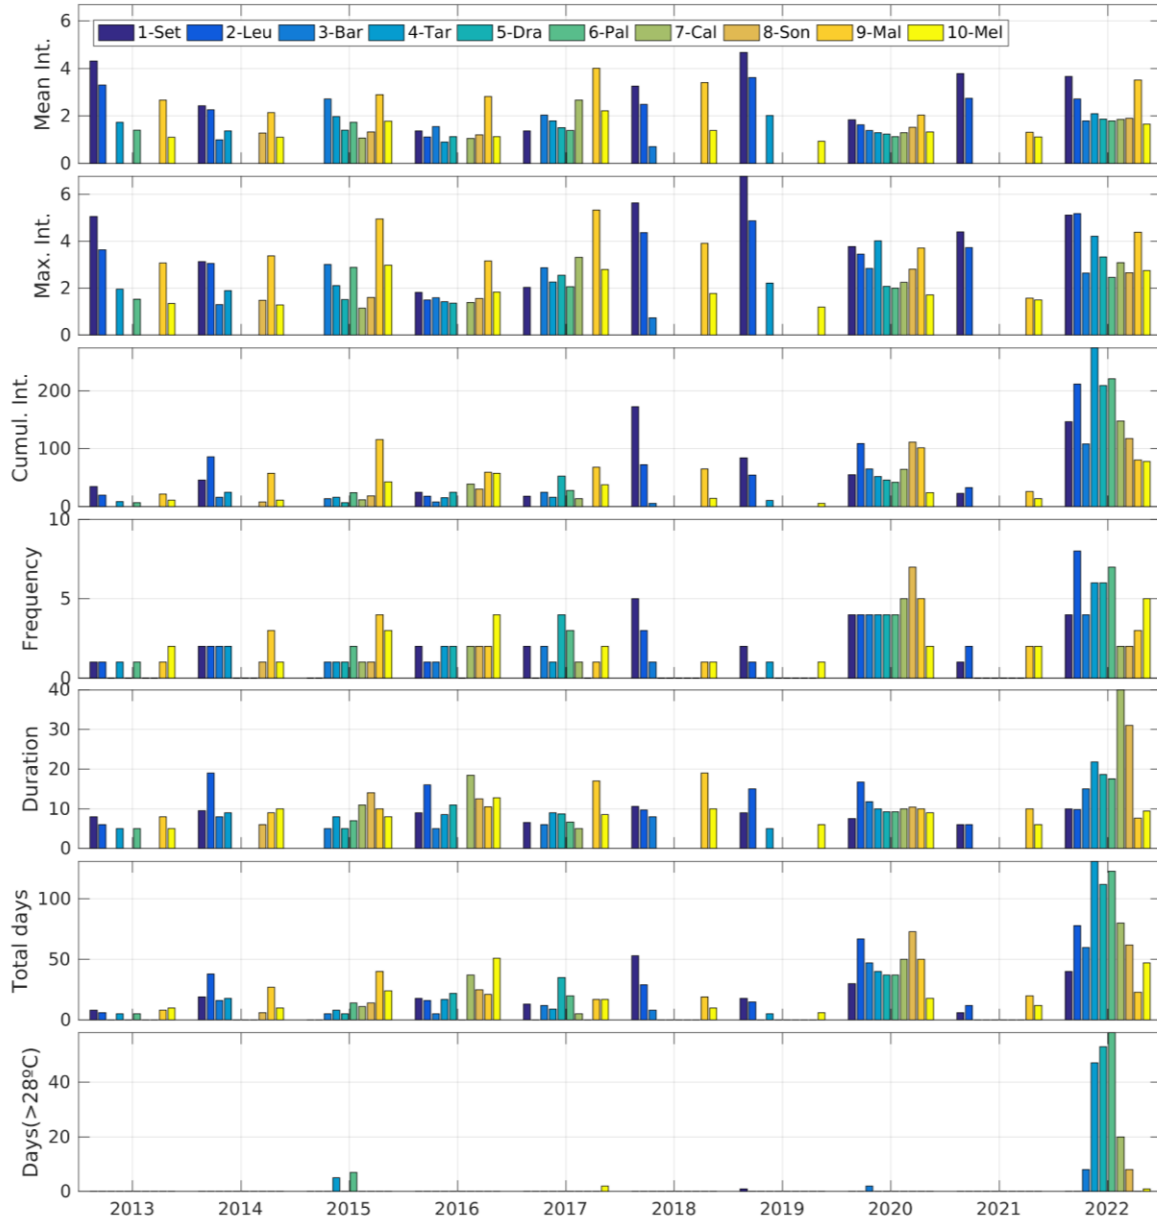 6
1-Set 2-Leu 3-Bar 4-Tar 5-Dra 6-Pal 7-Cal 8-Son 9-Mal 10-Mel
4
2
0
Mean Int.
6
4
2
0
Max. Int.
200
100
0
Cumul. Int.
10
5
0
Frequency
40
30
20
10
0
Duration
100
50
0
Total days
40
20
0
Days(>28ºC)
2013 2014 2015 2016 2017 2018 2019 2020 2021 2022